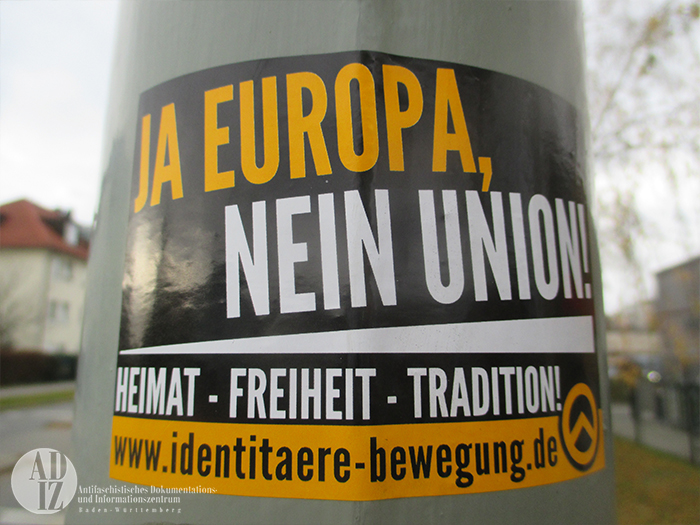 JA EUROPA,
NEIN UNION!
HEIMAT - FREIHEIT - TRADITION!
www.identitaere-bewegung.de
AD
IZ
Antifaschistisches Dokumentations-
und Informationszentrum
Baden-Württemberg